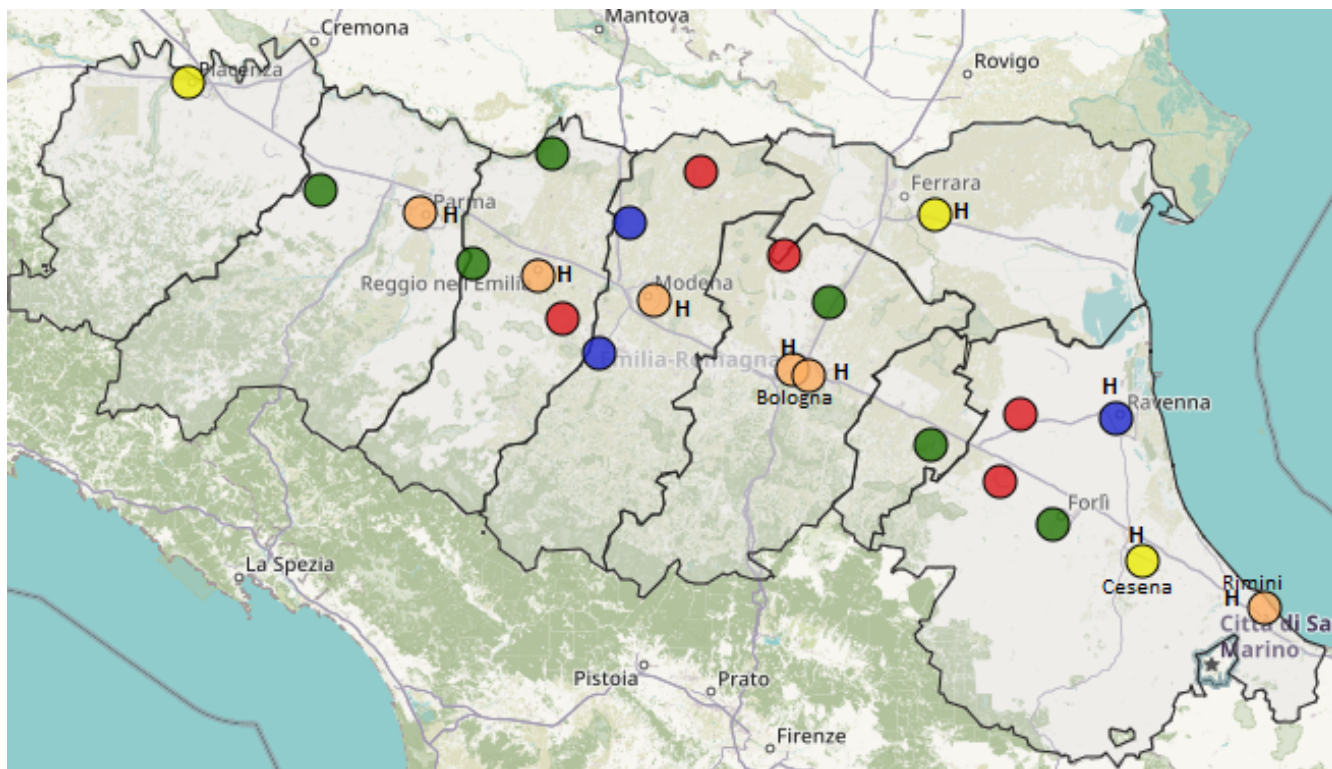 Mantova
Cremona
Rovigo
Piacenza
Ferrara
H
Parma
H
Reggio nell'Emilia
H
Modena
H
Emilia-Romagna
H
H
Bologna
H
Ravenna
Forlì
H
Cesena
Rimini
H
Città di Sa
Marino
La Spezia
Pistoia
Prato
Firenze